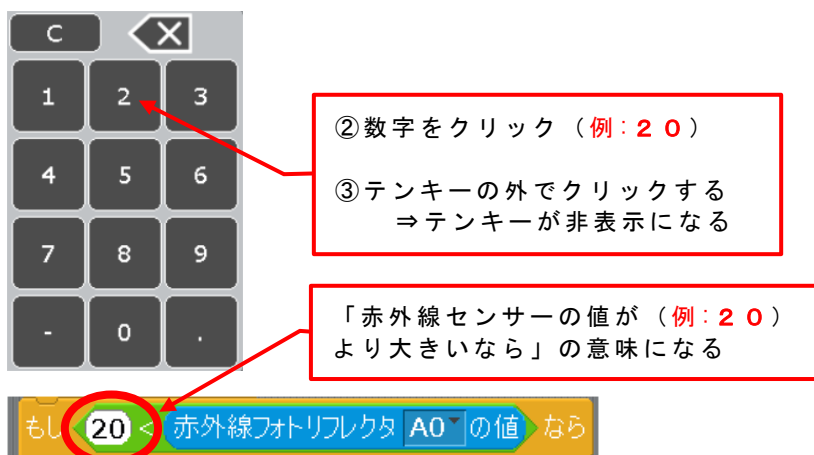 C
1 2 3
②数字をクリック（例：２０）
4 5 6
③テンキーの外でクリックする
⇒テンキーが非表示になる
7 8 9
- 0 .
「赤外線センサーの値が（例：２０）
より大きいなら」の意味になる
もし 20 < 赤外線フォトリフレクタ A0 の値 なら